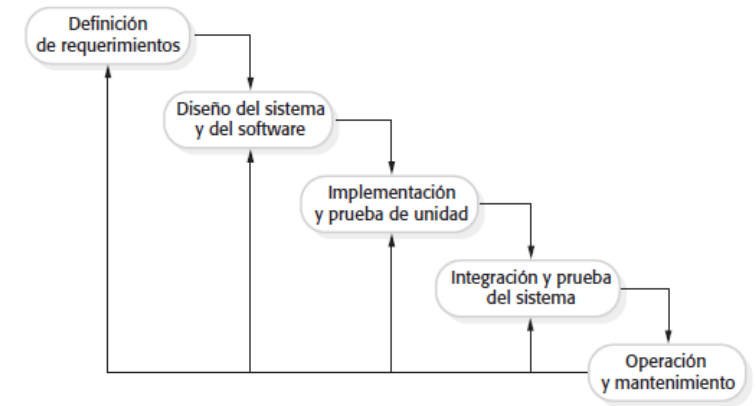 Definición
de requerimientos
Diseño del sistema
y del software
Implementación
y prueba de unidad
Integración y prueba
del sistema
Operación
y mantenimiento